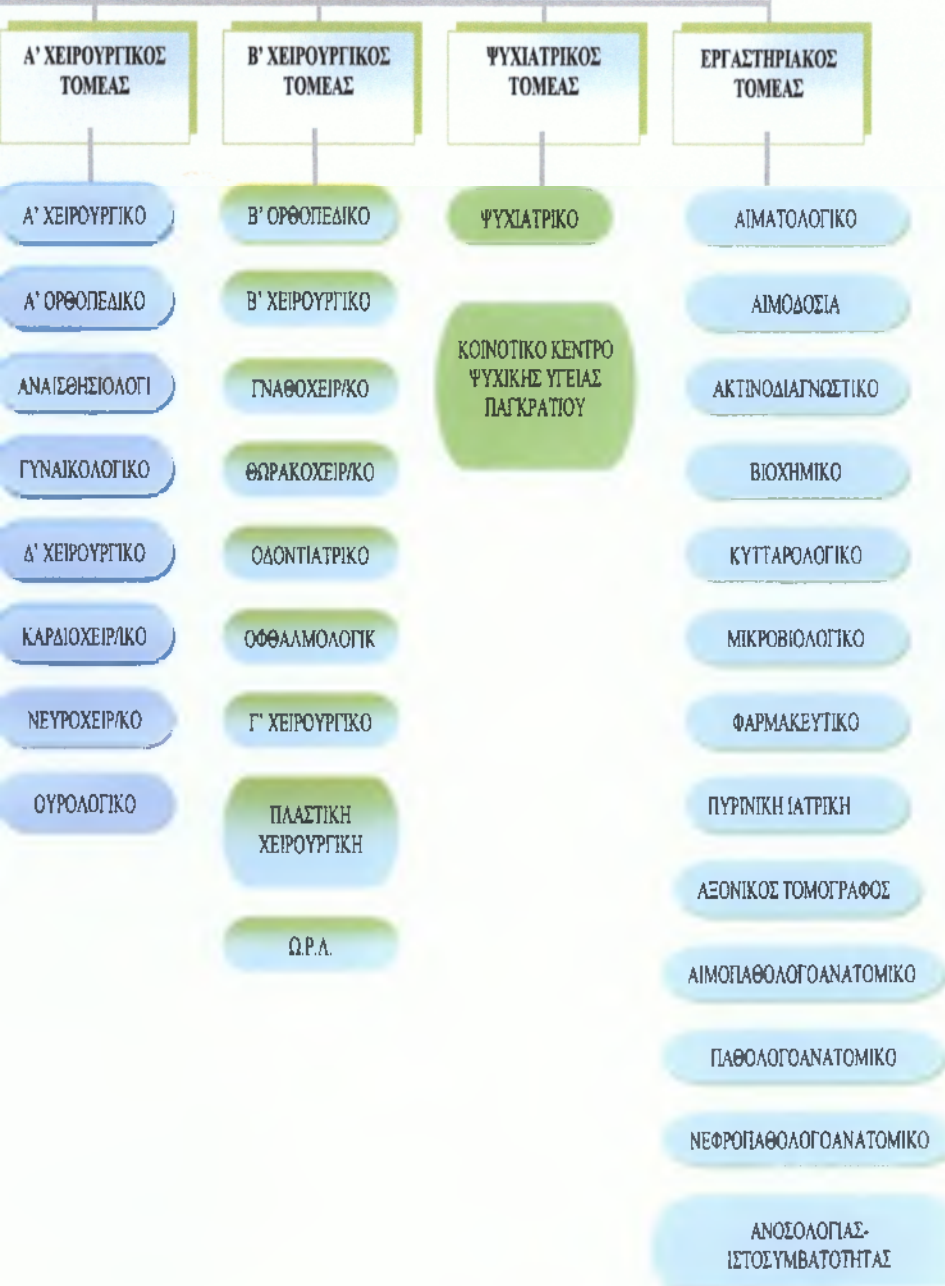 Α' ΧΕΙΡΟΥΡΓΙΚΟΣ
ΤΟΜΕΑΣ
Α' ΧΕΙΡΟΥΡΓΙΚΟ
Α' ΟΡΘΟΠΕΔΙΚΟ
ΑΝΑΙΣΘΗΣΙΟΛΟΓΙ
ΓΥΝΑΙΚΟΛΟΓΙΚΟ
Δ' ΧΕΙΡΟΥΡΓΙΚΟ
ΚΑΡΔΙΟΧΕΙΡ/ΙΚΟ
ΝΕΥΡΟΧΕΙΡ/ΚΟ
ΟΥΡΟΛΟΓΙΚΟ
Β' ΧΕΙΡΟΥΡΓΙΚΟΣ
ΤΟΜΕΑΣ
Β' ΟΡΘΟΠΕΔΙΚΟ
Β' ΧΕΙΡΟΥΡΓΙΚΟ
ΓΝΑΘΟΧΕΙΡ/ΚΟ
ΘΩΡΑΚΟΧΕΙΡ/ΚΟ
ΟΔΟΝΤΙΑΤΡΙΚΟ
ΟΦΘΑΛΜΟΛΟΓΙΚ
Γ' ΧΕΙΡΟΥΡΓΙΚΟ
ΠΛΑΣΤΙΚΗ
ΧΕΙΡΟΥΡΓΙΚΗ
Ω.Ρ.Λ.
ΨΥΧΙΑΤΡΙΚΟΣ
ΤΟΜΕΑΣ
ΨΥΧΙΑΤΡΙΚΟ
ΚΟΙΝΟΤΙΚΟ ΚΕΝΤΡΟ
ΨΥΧΙΚΗΣ ΥΓΕΙΑΣ
ΠΑΓΚΡΑΤΙΟΥ
ΕΡΓΑΣΤΗΡΙΑΚΟΣ
ΤΟΜΕΑΣ
ΑΙΜΑΤΟΛΟΓΙΚΟ
ΑΙΜΟΔΟΣΙΑ
ΑΚΤΙΝΟΔΙΑΓΝΩΣΤΙΚΟ
ΒΙΟΧΗΜΙΚΟ
ΚΥΤΤΑΡΟΛΟΓΙΚΟ
ΜΙΚΡΟΒΙΟΛΟΓΙΚΟ
ΦΑΡΜΑΚΕΥΤΙΚΟ
ΠΥΡΙΝΙΚΗ ΙΑΤΡΙΚΗ
ΑΞΟΝΙΚΟΣ ΤΟΜΟΓΡΑΦΟΣ
ΑΙΜΟΠΑΘΟΛΟΓΟΑΝΑΤΟΜΙΚΟ
ΠΑΘΟΛΟΓΟΑΝΑΤΟΜΙΚΟ
ΝΕΦΡΟΠΑΘΟΛΟΓΟΑΝΑΤΟΜΙΚΟ
ΑΝΟΣΟΛΟΓΙΑΣ-
ΙΣΤΟΣΥΜΒΑΤΟΤΗΤΑΣ